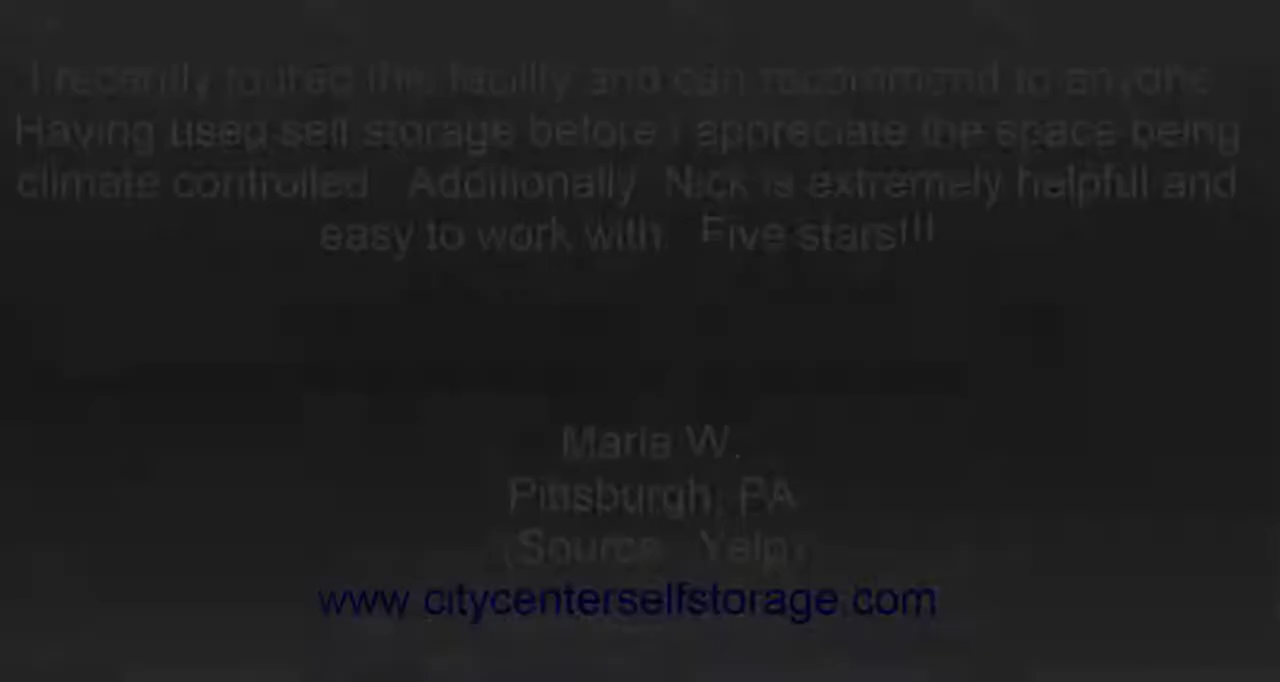 I recently toured this facility and can recommend to anyone.
Having used self storage before I appreciate the space being
climate controlled. Additionally, Nick is extremely helpful and
easy to work with. Five stars!!!
Maria W.
Pittsburgh, PA
(Source: Yelp)
www.citycenterselfstorage.com